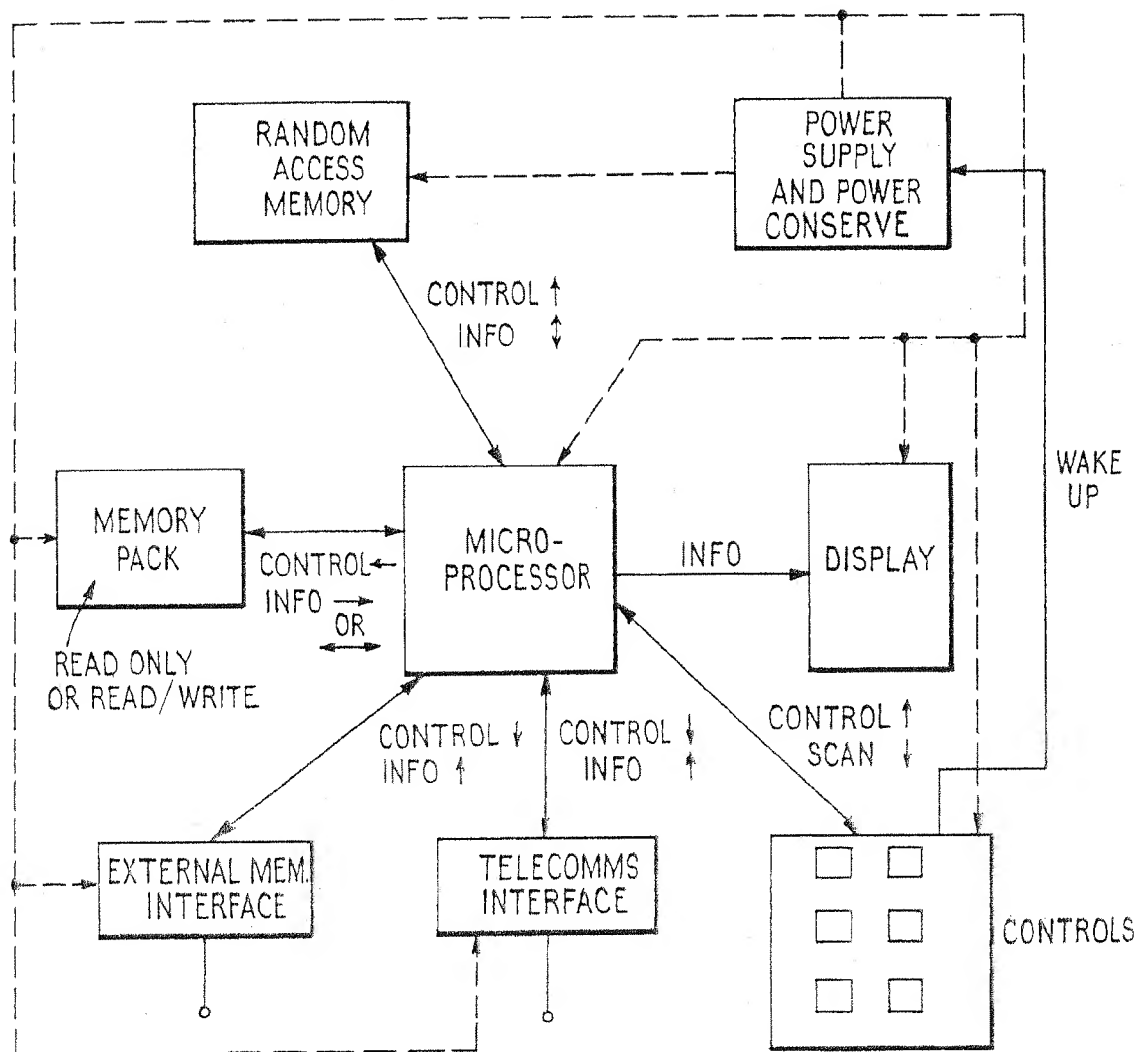 RANDOM
ACCESS
MEMORY
POWER
SUPPLY
AND POWER
CONSERVE
CONTROL ↑
INFO ↕
WAKE
UP
MEMORY
PACK
CONTROL ←
INFO →
OR
↔
READ ONLY
OR READ/WRITE
MICRO-
PROCESSOR
INFO
DISPLAY
CONTROL ↓
INFO ↑
CONTROL ↓
INFO ↑
CONTROL ↑
SCAN ↓
EXTERNAL MEM.
INTERFACE
TELECOMMS
INTERFACE
CONTROLS